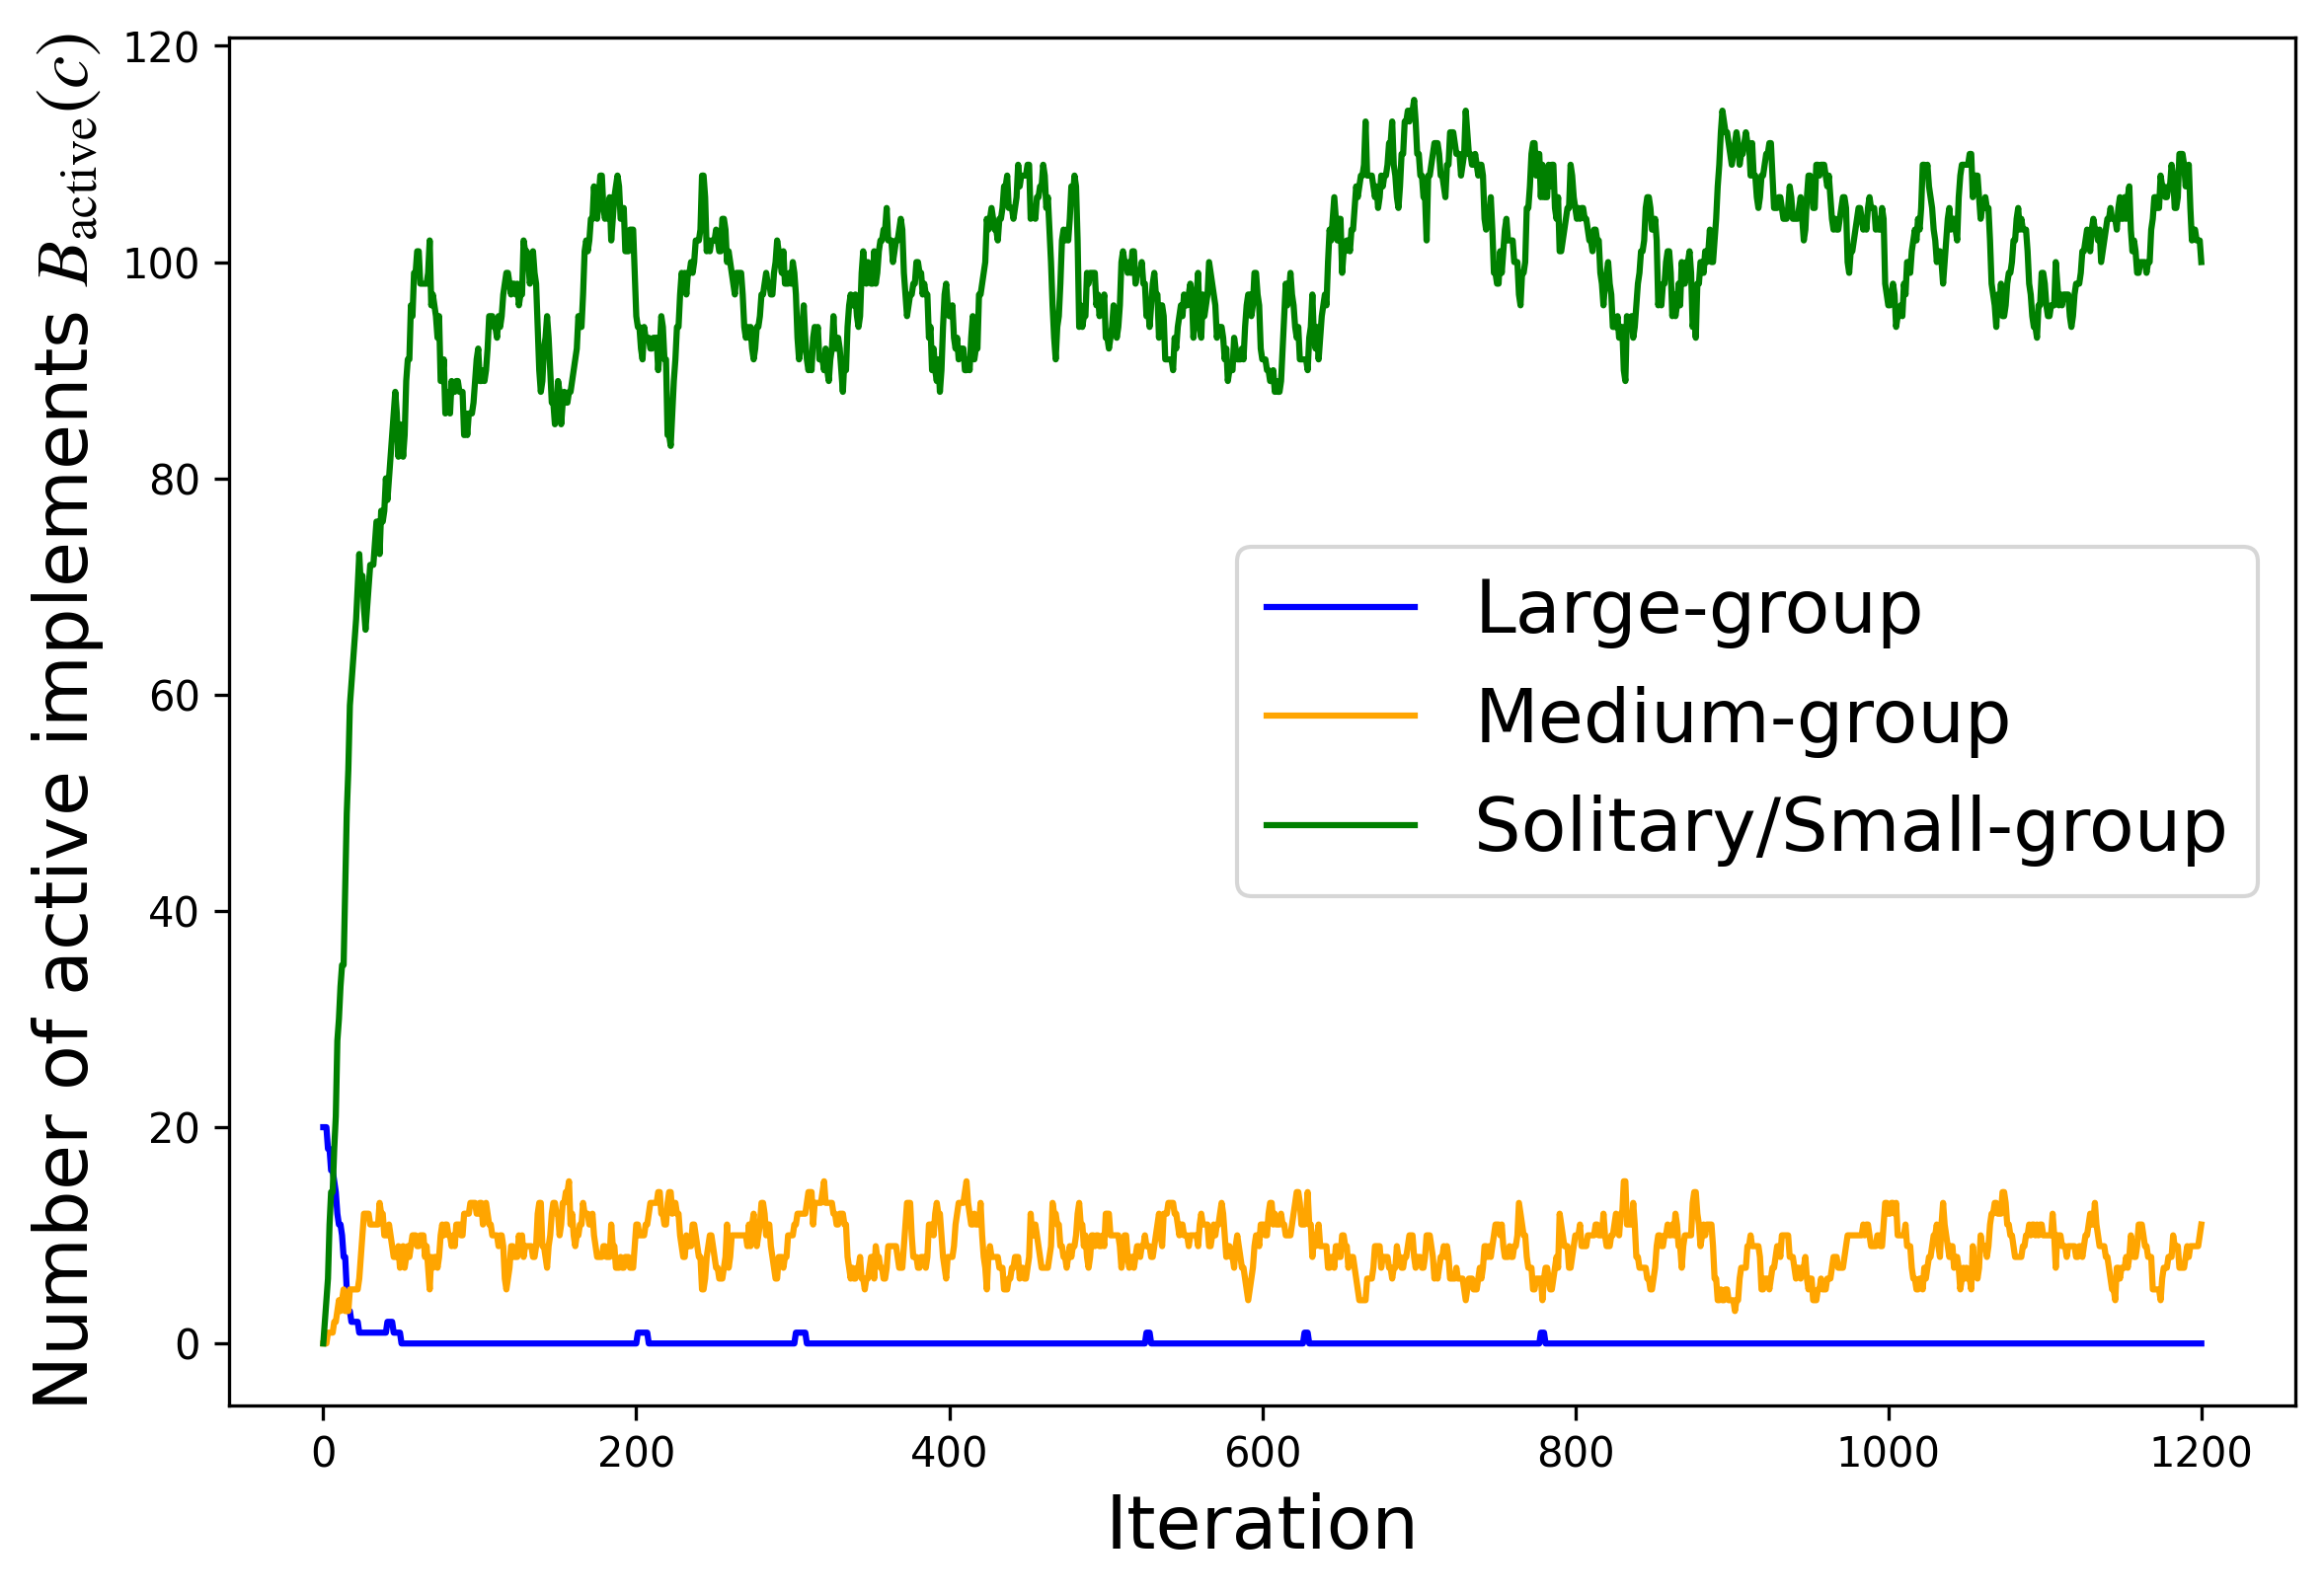 Number of active implements B_active(c)
120
100
80
60
40
20
0
Large-group
Medium-group
Solitary/Small-group
0 200 400 600 800 1000 1200
Iteration